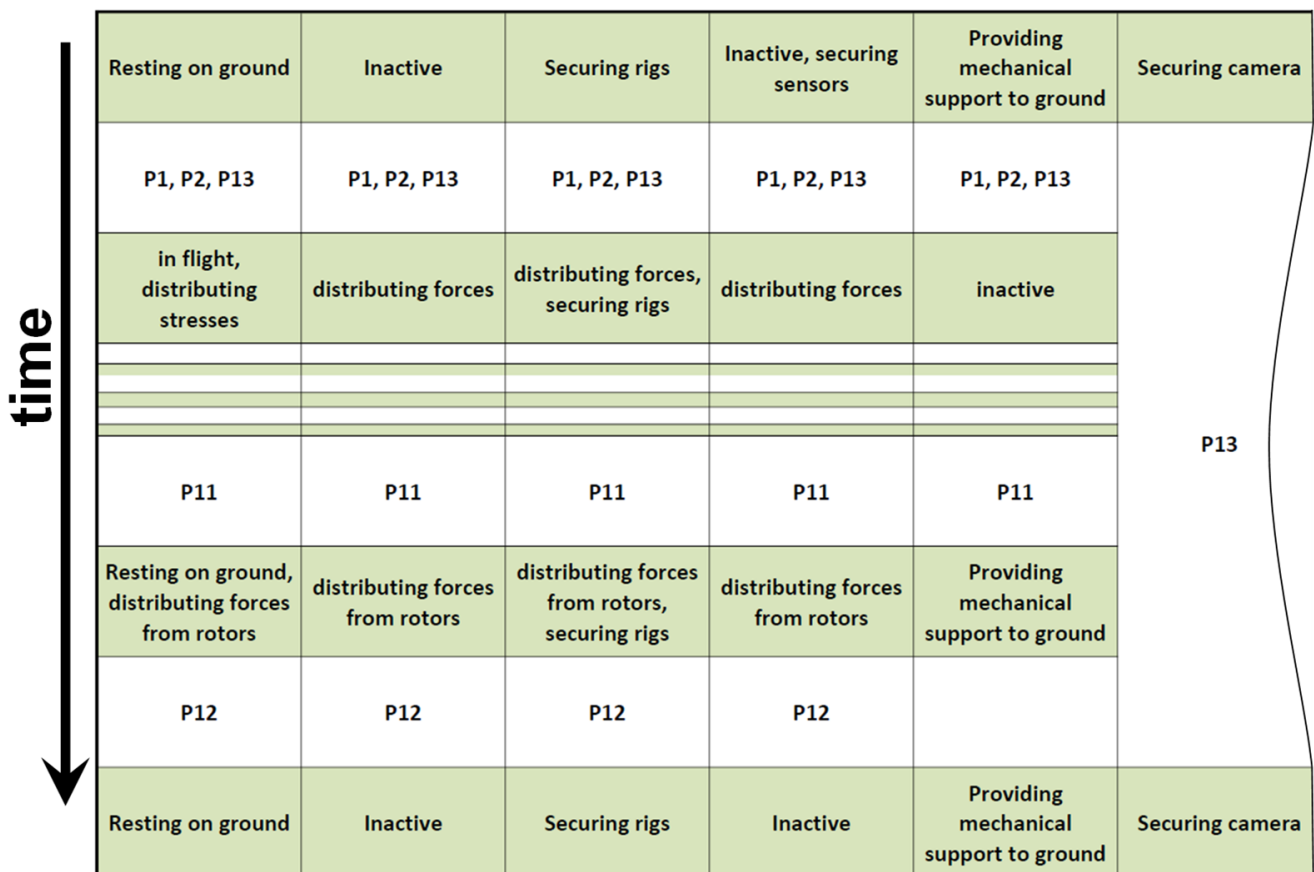 time
Resting on ground
Inactive
Securing rigs
Inactive, securing
sensors
Providing
mechanical
support to ground
Securing camera
P1, P2, P13
P1, P2, P13
P1, P2, P13
P1, P2, P13
P1, P2, P13
in flight,
distributing
stresses
distributing forces
distributing forces,
securing rigs
distributing forces
inactive
P13
P11
P11
P11
P11
P11
Resting on ground,
distributing forces
from rotors
distributing forces
from rotors
distributing forces
from rotors,
securing rigs
distributing forces
from rotors
Providing
mechanical
support to ground
P12
P12
P12
P12
Resting on ground
Inactive
Securing rigs
Inactive
Providing
mechanical
support to ground
Securing camera